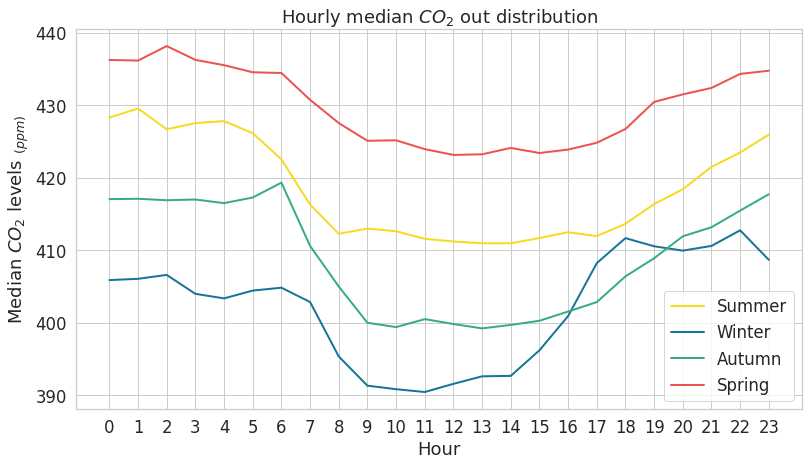 Hourly median CO₂ out distribution
Median CO₂ levels (ppm)
440
430
420
410
400
390
0 1 2 3 4 5 6 7 8 9 10 11 12 13 14 15 16 17 18 19 20 21 22 23
Hour
Summer
Winter
Autumn
Spring